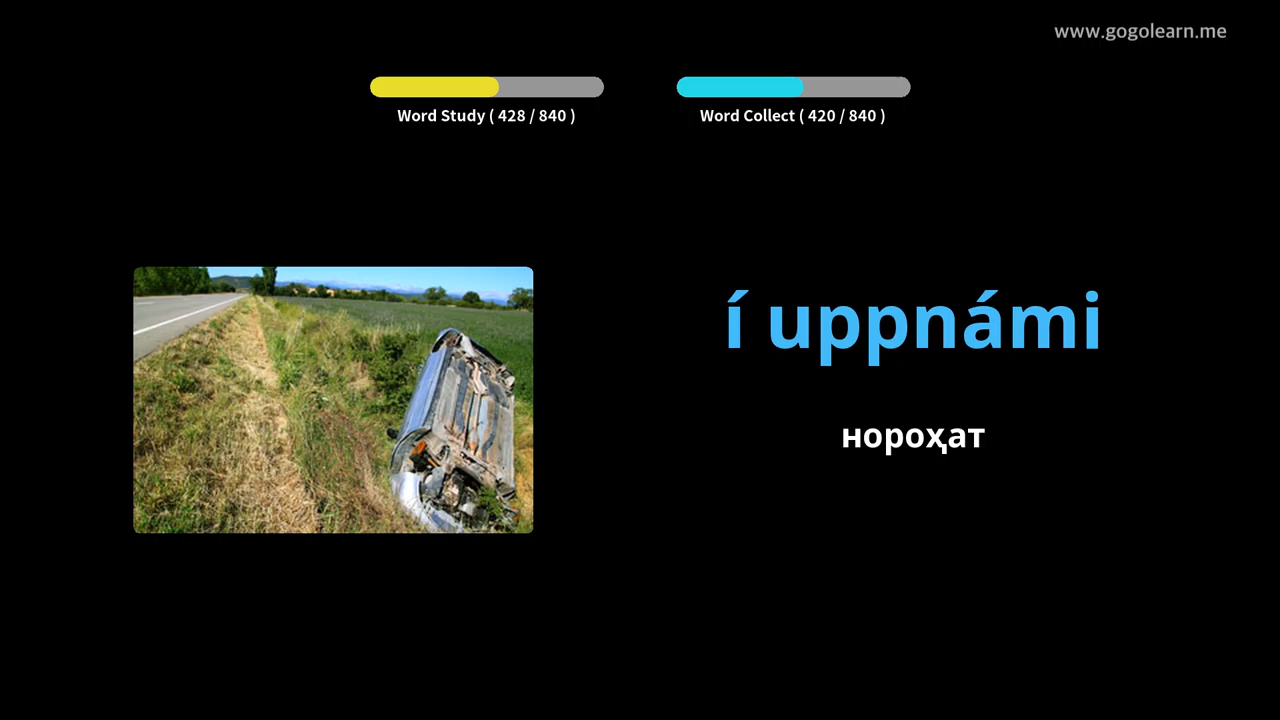 www.gogolearn.me
Word Study ( 428 / 840 )
Word Collect ( 420 / 840 )
í uppnámi
нороҳат